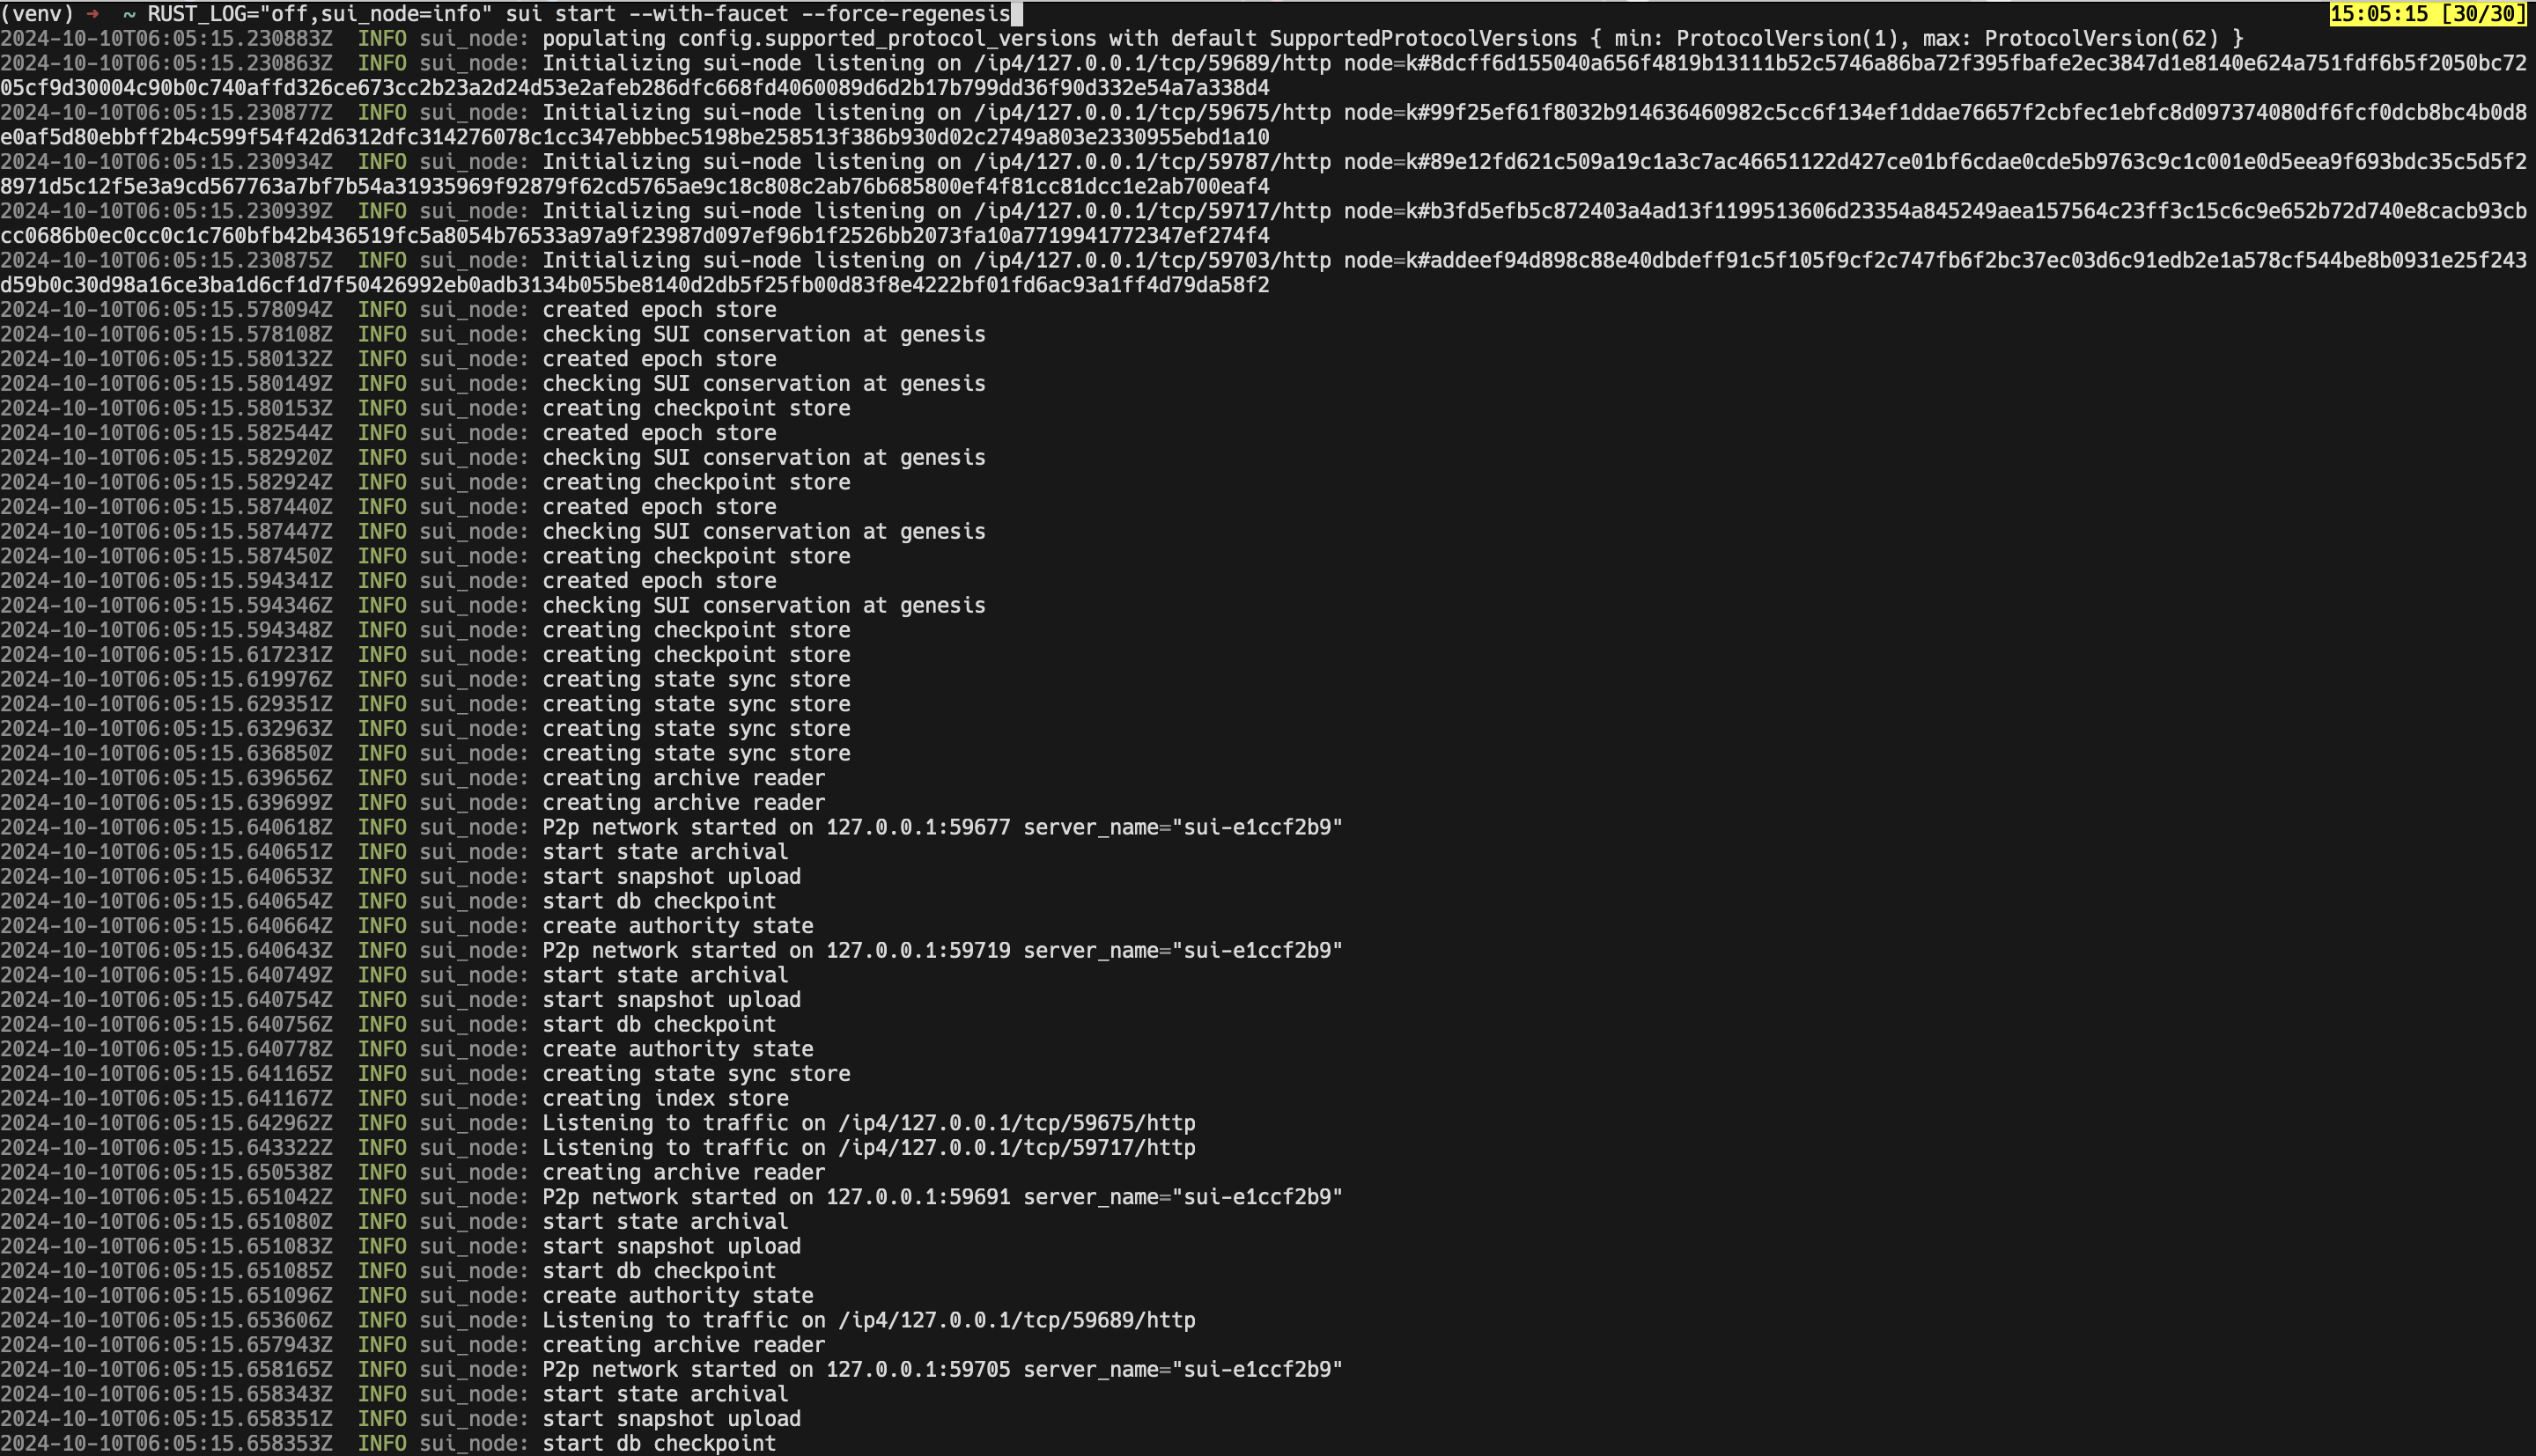 (venv) ➜  ~ RUST_LOG="off,sui_node=info" sui start --with-faucet --force-regenesis 15:05:15 [30/30]
2024-10-10T06:05:15.230883Z  INFO sui_node: populating config.supported_protocol_versions with default SupportedProtocolVersions { min: ProtocolVersion(1), max: ProtocolVersion(62) }
2024-10-10T06:05:15.230863Z  INFO sui_node: Initializing sui-node listening on /ip4/127.0.0.1/tcp/59689/http node=k#8dcff6d155040a656f4819b13111b52c5746a86ba72f395fbafe2ec3847d1e8140e624a751fdf6b5f2050bc72
05cf9d30004c90b0c740affd326ce673cc2b23a2d24d53e2afeb286dfc668fd4060089d6d2b17b799dd36f90d332e54a7a338d4
2024-10-10T06:05:15.230877Z  INFO sui_node: Initializing sui-node listening on /ip4/127.0.0.1/tcp/59675/http node=k#99f25ef61f8032b914636460982c5cc6f134ef1ddae76657f2cbfec1ebfc8d097374080df6fcf0dcb8bc4b0d8
e0af5d80ebbff2b4c599f54f42d6312dfc314276078c1cc347ebbbec5198be258513f386b930d02c2749a803e2330955ebd1a10
2024-10-10T06:05:15.230934Z  INFO sui_node: Initializing sui-node listening on /ip4/127.0.0.1/tcp/59787/http node=k#89e12fd621c509a19c1a3c7ac46651122d427ce01bf6cdae0cde5b9763c9c1c001e0d5eea9f693bdc35c5d5f2
8971d5c12f5e3a9cd567763a7bf7b54a31935969f92879f62cd5765ae9c18c808c2ab76b685800ef4f81cc81dcc1e2ab700eaf4
2024-10-10T06:05:15.230939Z  INFO sui_node: Initializing sui-node listening on /ip4/127.0.0.1/tcp/59717/http node=k#b3fd5efb5c872403a4ad13f1199513606d23354a845249aea157564c23ff3c15c6c9e652b72d740e8cacb93cb
cc0686b0ec0cc0c1c760bfb42b436519fc5a8054b76533a97a9f23987d097ef96b1f2526bb2073fa10a7719941772347ef274f4
2024-10-10T06:05:15.230875Z  INFO sui_node: Initializing sui-node listening on /ip4/127.0.0.1/tcp/59703/http node=k#addeef94d898c88e40dbdeff91c5f105f9cf2c747fb6f2bc37ec03d6c91edb2e1a578cf544be8b0931e25f243
d59b0c30d98a16ce3ba1d6cf1d7f50426992eb0adb3134b055be8140d2db5f25fb00d83f8e4222bf01fd6ac93a1ff4d79da58f2
2024-10-10T06:05:15.578094Z  INFO sui_node: created epoch store
2024-10-10T06:05:15.578108Z  INFO sui_node: checking SUI conservation at genesis
2024-10-10T06:05:15.580132Z  INFO sui_node: created epoch store
2024-10-10T06:05:15.580149Z  INFO sui_node: checking SUI conservation at genesis
2024-10-10T06:05:15.580153Z  INFO sui_node: creating checkpoint store
2024-10-10T06:05:15.582544Z  INFO sui_node: created epoch store
2024-10-10T06:05:15.582920Z  INFO sui_node: checking SUI conservation at genesis
2024-10-10T06:05:15.582924Z  INFO sui_node: creating checkpoint store
2024-10-10T06:05:15.587440Z  INFO sui_node: created epoch store
2024-10-10T06:05:15.587447Z  INFO sui_node: checking SUI conservation at genesis
2024-10-10T06:05:15.587450Z  INFO sui_node: creating checkpoint store
2024-10-10T06:05:15.594341Z  INFO sui_node: created epoch store
2024-10-10T06:05:15.594346Z  INFO sui_node: checking SUI conservation at genesis
2024-10-10T06:05:15.594348Z  INFO sui_node: creating checkpoint store
2024-10-10T06:05:15.617231Z  INFO sui_node: creating checkpoint store
2024-10-10T06:05:15.619976Z  INFO sui_node: creating state sync store
2024-10-10T06:05:15.629351Z  INFO sui_node: creating state sync store
2024-10-10T06:05:15.632963Z  INFO sui_node: creating state sync store
2024-10-10T06:05:15.636850Z  INFO sui_node: creating state sync store
2024-10-10T06:05:15.639656Z  INFO sui_node: creating archive reader
2024-10-10T06:05:15.639699Z  INFO sui_node: creating archive reader
2024-10-10T06:05:15.640618Z  INFO sui_node: P2p network started on 127.0.0.1:59677 server_name="sui-e1ccf2b9"
2024-10-10T06:05:15.640651Z  INFO sui_node: start state archival
2024-10-10T06:05:15.640653Z  INFO sui_node: start snapshot upload
2024-10-10T06:05:15.640654Z  INFO sui_node: start db checkpoint
2024-10-10T06:05:15.640664Z  INFO sui_node: create authority state
2024-10-10T06:05:15.640643Z  INFO sui_node: P2p network started on 127.0.0.1:59719 server_name="sui-e1ccf2b9"
2024-10-10T06:05:15.640749Z  INFO sui_node: start state archival
2024-10-10T06:05:15.640754Z  INFO sui_node: start snapshot upload
2024-10-10T06:05:15.640756Z  INFO sui_node: start db checkpoint
2024-10-10T06:05:15.640778Z  INFO sui_node: create authority state
2024-10-10T06:05:15.641165Z  INFO sui_node: creating state sync store
2024-10-10T06:05:15.641167Z  INFO sui_node: creating index store
2024-10-10T06:05:15.642962Z  INFO sui_node: Listening to traffic on /ip4/127.0.0.1/tcp/59675/http
2024-10-10T06:05:15.643322Z  INFO sui_node: Listening to traffic on /ip4/127.0.0.1/tcp/59717/http
2024-10-10T06:05:15.650538Z  INFO sui_node: creating archive reader
2024-10-10T06:05:15.651042Z  INFO sui_node: P2p network started on 127.0.0.1:59691 server_name="sui-e1ccf2b9"
2024-10-10T06:05:15.651080Z  INFO sui_node: start state archival
2024-10-10T06:05:15.651083Z  INFO sui_node: start snapshot upload
2024-10-10T06:05:15.651085Z  INFO sui_node: start db checkpoint
2024-10-10T06:05:15.651096Z  INFO sui_node: create authority state
2024-10-10T06:05:15.653606Z  INFO sui_node: Listening to traffic on /ip4/127.0.0.1/tcp/59689/http
2024-10-10T06:05:15.657943Z  INFO sui_node: creating archive reader
2024-10-10T06:05:15.658165Z  INFO sui_node: P2p network started on 127.0.0.1:59705 server_name="sui-e1ccf2b9"
2024-10-10T06:05:15.658343Z  INFO sui_node: start state archival
2024-10-10T06:05:15.658351Z  INFO sui_node: start snapshot upload
2024-10-10T06:05:15.658353Z  INFO sui_node: start db checkpoint